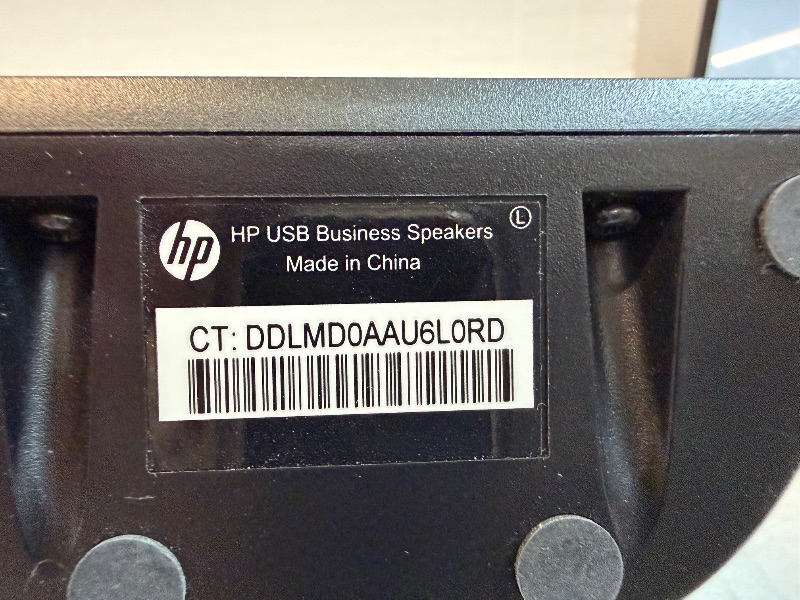 hp
HP USB Business Speakers
L
Made in China
CT: DDLMD0AAU6L0RD